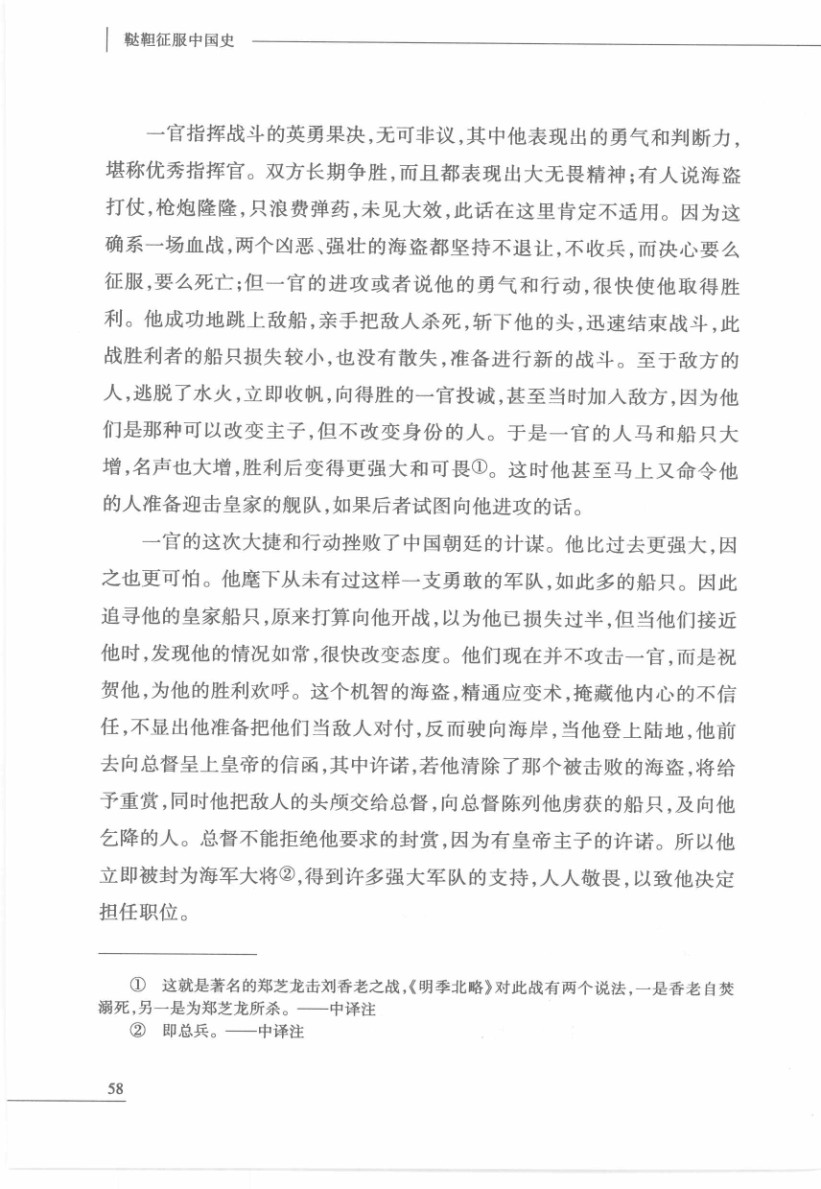 鞑靼征服中国史
一官指挥战斗的英勇果决,无可非议,其中他表现出的勇气和判断力,
堪称优秀指挥官。双方长期争胜,而且都表现出大无畏精神;有人说海盗
打仗,枪炮隆隆,只浪费弹药,未见大效,此话在这里肯定不适用。因为这
确系一场血战,两个凶恶、强壮的海盗都坚持不退让,不收兵,而决心要么
征服,要么死亡;但一官的进攻或者说他的勇气和行动,很快使他取得胜
利。他成功地跳上敌船,亲手把敌人杀死,斩下他的头,迅速结束战斗,此
战胜利者的船只损失较小,也没有散失,准备进行新的战斗。至于敌方的
人,逃脱了水火,立即收帆,向得胜的一官投诚,甚至当时加入敌方,因为他
们是那种可以改变主子,但不改变身份的人。于是一官的人马和船只大
增,名声也大增,胜利后变得更强大和可畏①。这时他甚至马上又命令他
的人准备迎击皇家的舰队,如果后者试图向他进攻的话。
一官的这次大捷和行动挫败了中国朝廷的计谋。他比过去更强大,因
之也更可怕。他麾下从未有过这样一支勇敢的军队,如此多的船只。因此
追寻他的皇家船只,原来打算向他开战,以为他已损失过半,但当他们接近
他时,发现他的情况如常,很快改变态度。他们现在并不攻击一官,而是祝
贺他,为他的胜利欢呼。这个机智的海盗,精通应变术,掩藏他内心的不信
任,不显出他准备把他们当敌人对付,反而驶向海岸,当他登上陆地,他前
去向总督呈上皇帝的信函,其中许诺,若他清除了那个被击败的海盗,将给
予重赏,同时他把敌人的头颅交给总督,向总督陈列他虏获的船只,及向他
乞降的人。总督不能拒绝他要求的封赏,因为有皇帝主子的许诺。所以他
立即被封为海军大将②,得到许多强大军队的支持,人人敬畏,以致他决定
担任职位。
① 这就是著名的郑芝龙击刘香老之战,《明季北略》对此战有两个说法,一是香老自焚
溺死,另一是为郑芝龙所杀。——中译注
② 即总兵。——中译注
58